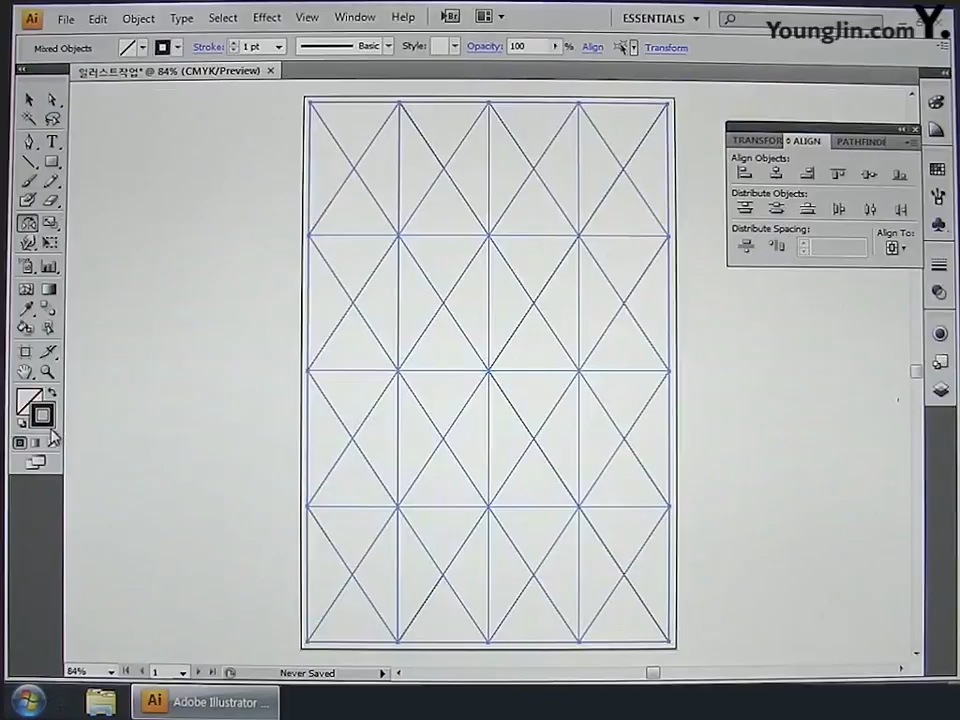 Ai File Edit Object Type Select Effect View Window Help Br ESSENTIALS
YoungJin.com Y.
Mixed Objects Stroke: 1 pt Basic Style: Opacity: 100 % Align Transform
일러스트작업* @ 84% (CMYK/Preview)
TRANSFOR ALIGN PATHFINDE
Align Objects:
Distribute Objects:
Distribute Spacing: Align To:
84% 1 Never Saved
Ai Adobe Illustrator ...